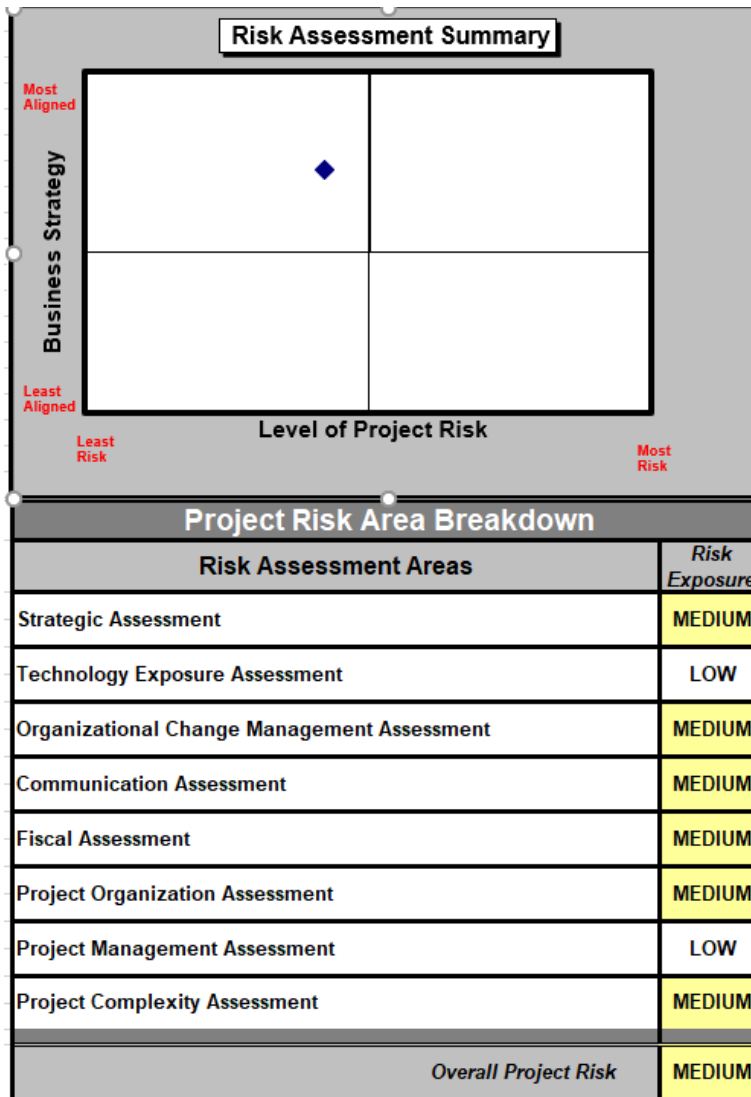 Risk Assessment Summary
Most
Aligned
Business Strategy
Least
Aligned
Level of Project Risk
Least
Risk
Most
Risk
Project Risk Area Breakdown
Risk Assessment Areas
Risk
Exposure
Strategic Assessment
MEDIUM
Technology Exposure Assessment
LOW
Organizational Change Management Assessment
MEDIUM
Communication Assessment
MEDIUM
Fiscal Assessment
MEDIUM
Project Organization Assessment
MEDIUM
Project Management Assessment
LOW
Project Complexity Assessment
MEDIUM
Overall Project Risk
MEDIUM